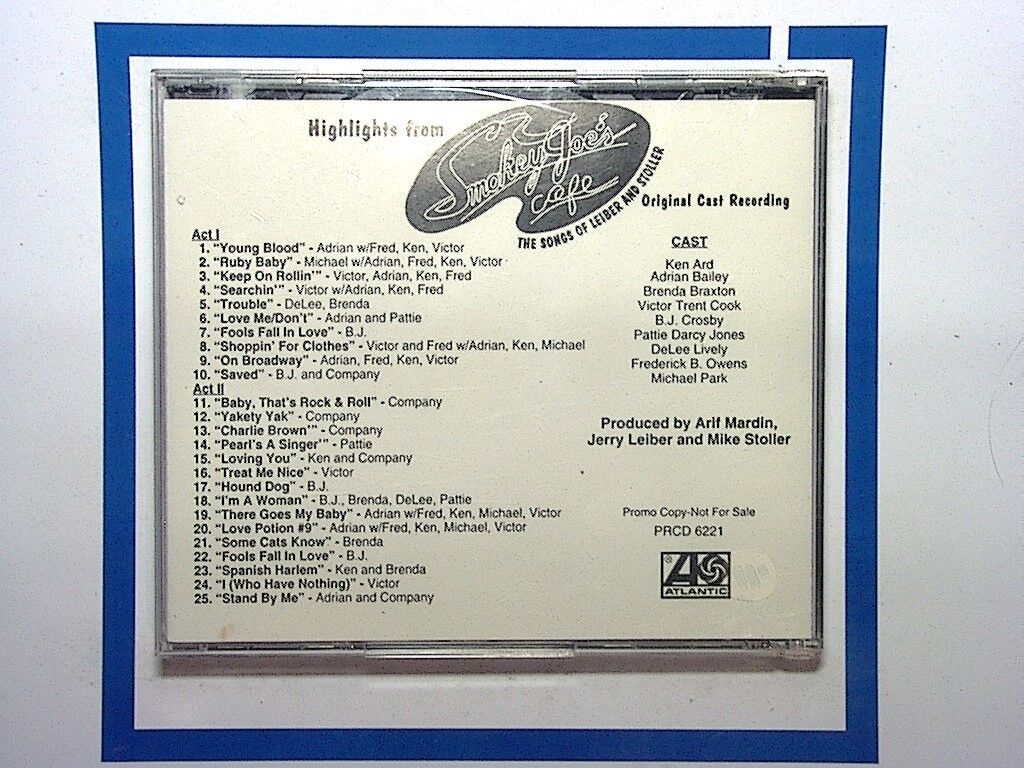 Highlights from
Smokey Joe's
cafe
THE SONGS OF LEIBER AND STOLLER
Original Cast Recording
Act I
1. "Young Blood" - Adrian w/Fred, Ken, Victor
2. "Ruby Baby" - Michael w/Adrian, Fred, Ken, Victor
3. "Keep On Rollin'" - Victor, Adrian, Ken, Fred
4. "Searchin'" - Victor w/Adrian, Ken, Fred
5. "Trouble" - DeLee, Brenda
6. "Love Me/Don't" - Adrian and Pattie
7. "Fools Fall In Love" - B.J.
8. "Shoppin' For Clothes" - Victor and Fred w/Adrian, Ken, Michael
9. "On Broadway" - Adrian, Fred, Ken, Victor
10. "Saved" - B.J. and Company
Act II
11. "Baby, That's Rock & Roll" - Company
12. "Yakety Yak" - Company
13. "Charlie Brown'" - Company
14. "Pearl's A Singer'" - Pattie
15. "Loving You" - Ken and Company
16. "Treat Me Nice" - Victor
17. "Hound Dog" - B.J.
18. "I'm A Woman" - B.J., Brenda, DeLee, Pattie
19. "There Goes My Baby" - Adrian w/Fred, Ken, Michael, Victor
20. "Love Potion #9" - Adrian w/Fred, Ken, Michael, Victor
21. "Some Cats Know" - Brenda
22. "Fools Fall In Love" - B.J.
23. "Spanish Harlem" - Ken and Brenda
24. "I (Who Have Nothing)" - Victor
25. "Stand By Me" - Adrian and Company
CAST
Ken Ard
Adrian Bailey
Brenda Braxton
Victor Trent Cook
B.J. Crosby
Pattie Darcy Jones
DeLee Lively
Frederick B. Owens
Michael Park
Produced by Arif Mardin,
Jerry Leiber and Mike Stoller
Promo Copy-Not For Sale
PRCD 6221
ATLANTIC